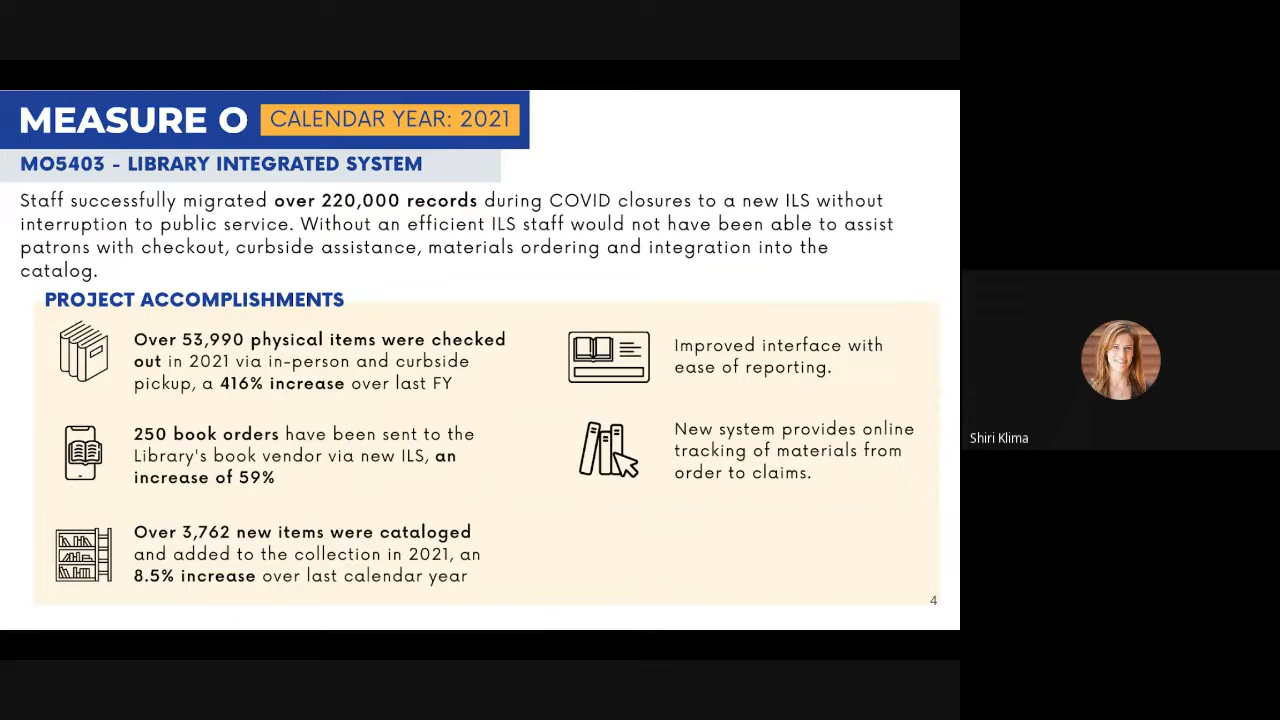 MEASURE O
CALENDAR YEAR: 2021
MO5403 - LIBRARY INTEGRATED SYSTEM
Staff successfully migrated over 220,000 records during COVID closures to a new ILS without
interruption to public service. Without an efficient ILS staff would not have been able to assist
patrons with checkout, curbside assistance, materials ordering and integration into the
catalog.
PROJECT ACCOMPLISHMENTS
Over 53,990 physical items were checked
out in 2021 via in-person and curbside
pickup, a 416% increase over last FY
250 book orders have been sent to the
Library's book vendor via new ILS, an
increase of 59%
Over 3,762 new items were cataloged
and added to the collection in 2021, an
8.5% increase over last calendar year
Improved interface with
ease of reporting.
New system provides online
tracking of materials from
order to claims.
4
Shiri Klima